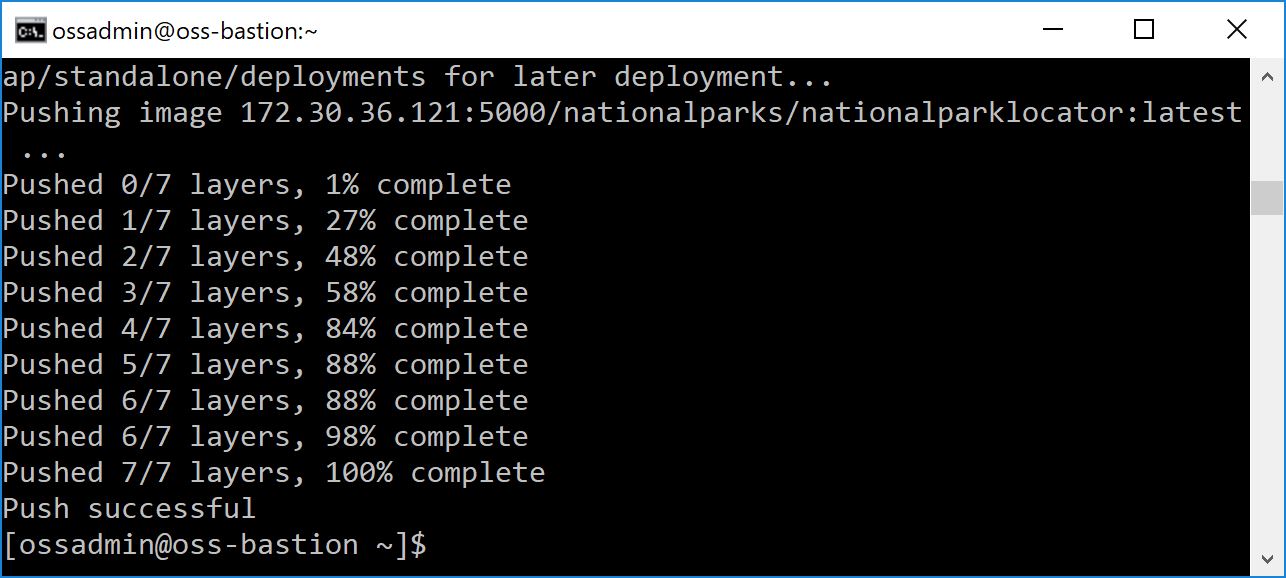 ossadmin@oss-bastion:~
ap/standalone/deployments for later deployment...
Pushing image 172.30.36.121:5000/nationalparks/nationalparklocator:latest
...
Pushed 0/7 layers, 1% complete
Pushed 1/7 layers, 27% complete
Pushed 2/7 layers, 48% complete
Pushed 3/7 layers, 58% complete
Pushed 4/7 layers, 84% complete
Pushed 5/7 layers, 88% complete
Pushed 6/7 layers, 88% complete
Pushed 6/7 layers, 98% complete
Pushed 7/7 layers, 100% complete
Push successful
[ossadmin@oss-bastion ~]$